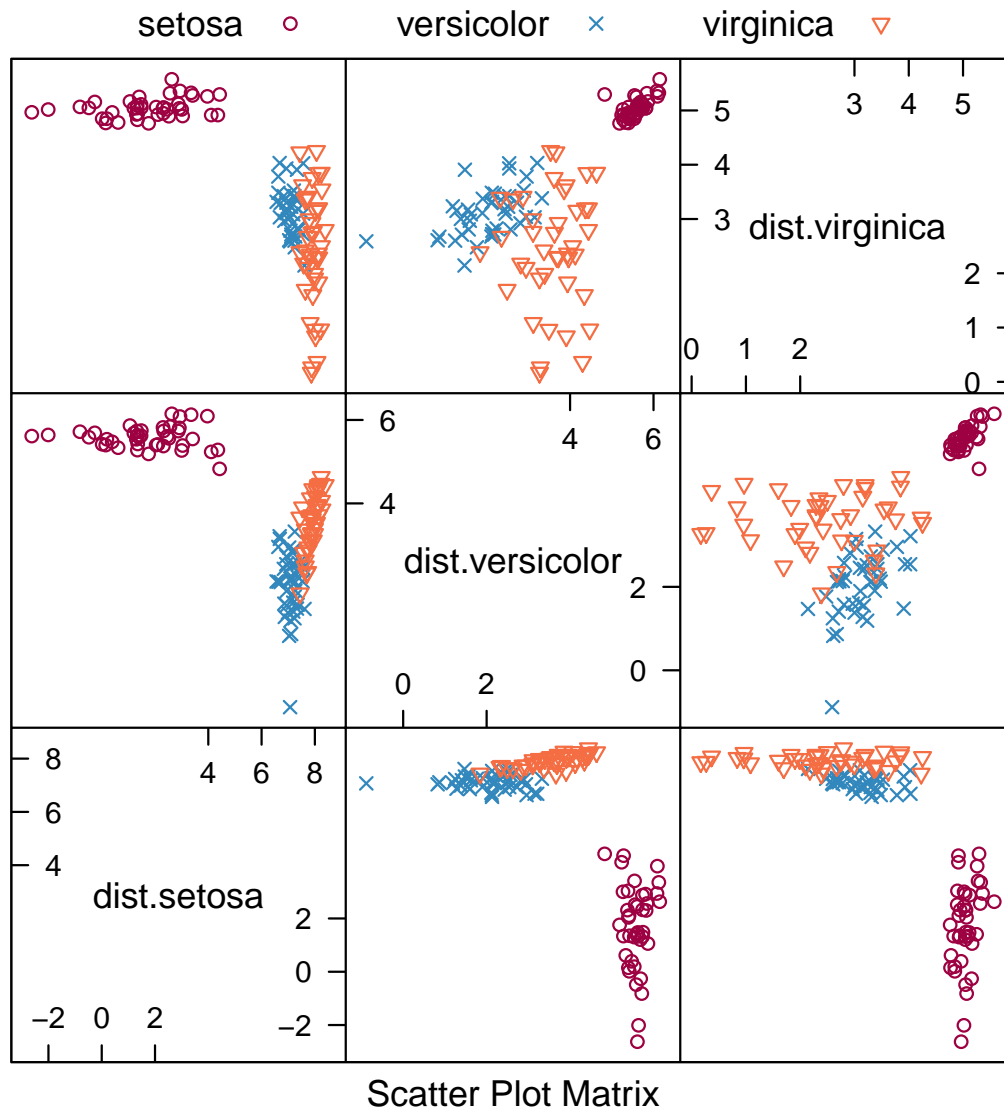 setosa versicolor virginica
3 4 5
5
4
3
dist.virginica
2
1
0
0 1 2
6
4
4 6
dist.versicolor
2
0
0 2
4 6 8
8
6
4
dist.setosa
2
0
−2
−2 0 2
Scatter Plot Matrix